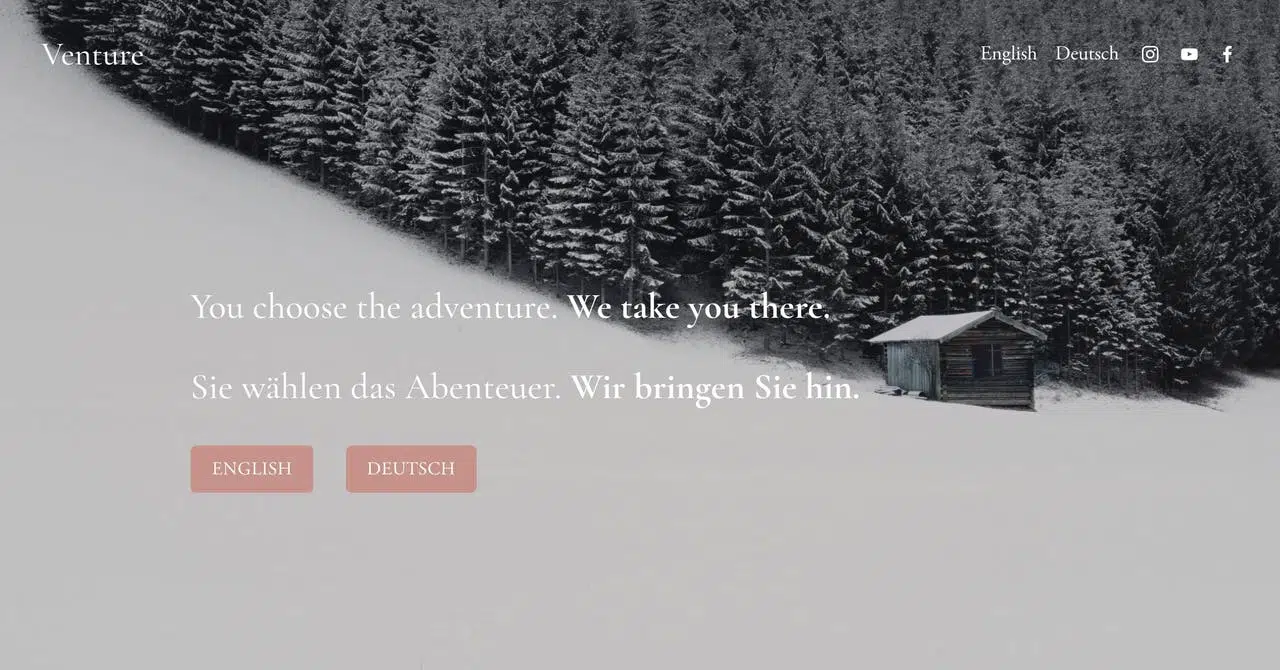 Venture
English Deutsch
You choose the adventure. We take you there.
Sie wählen das Abenteuer. Wir bringen Sie hin.
ENGLISH DEUTSCH